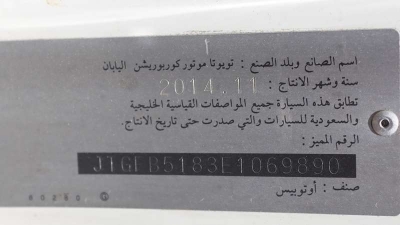 اسم الصانع وبلد الصنع : تويوتا موتور كوربوريشن اليابان
سنة وشهر الانتاج : 2014.11
تطابق هذه السيارة جميع المواصفات القياسية الخليجية
والسعودية للسيارات والتي صدرت حتى تاريخ الانتاج.
الرقم المميز :
JTGFB5183E1069890
صنف : أوتوبيس